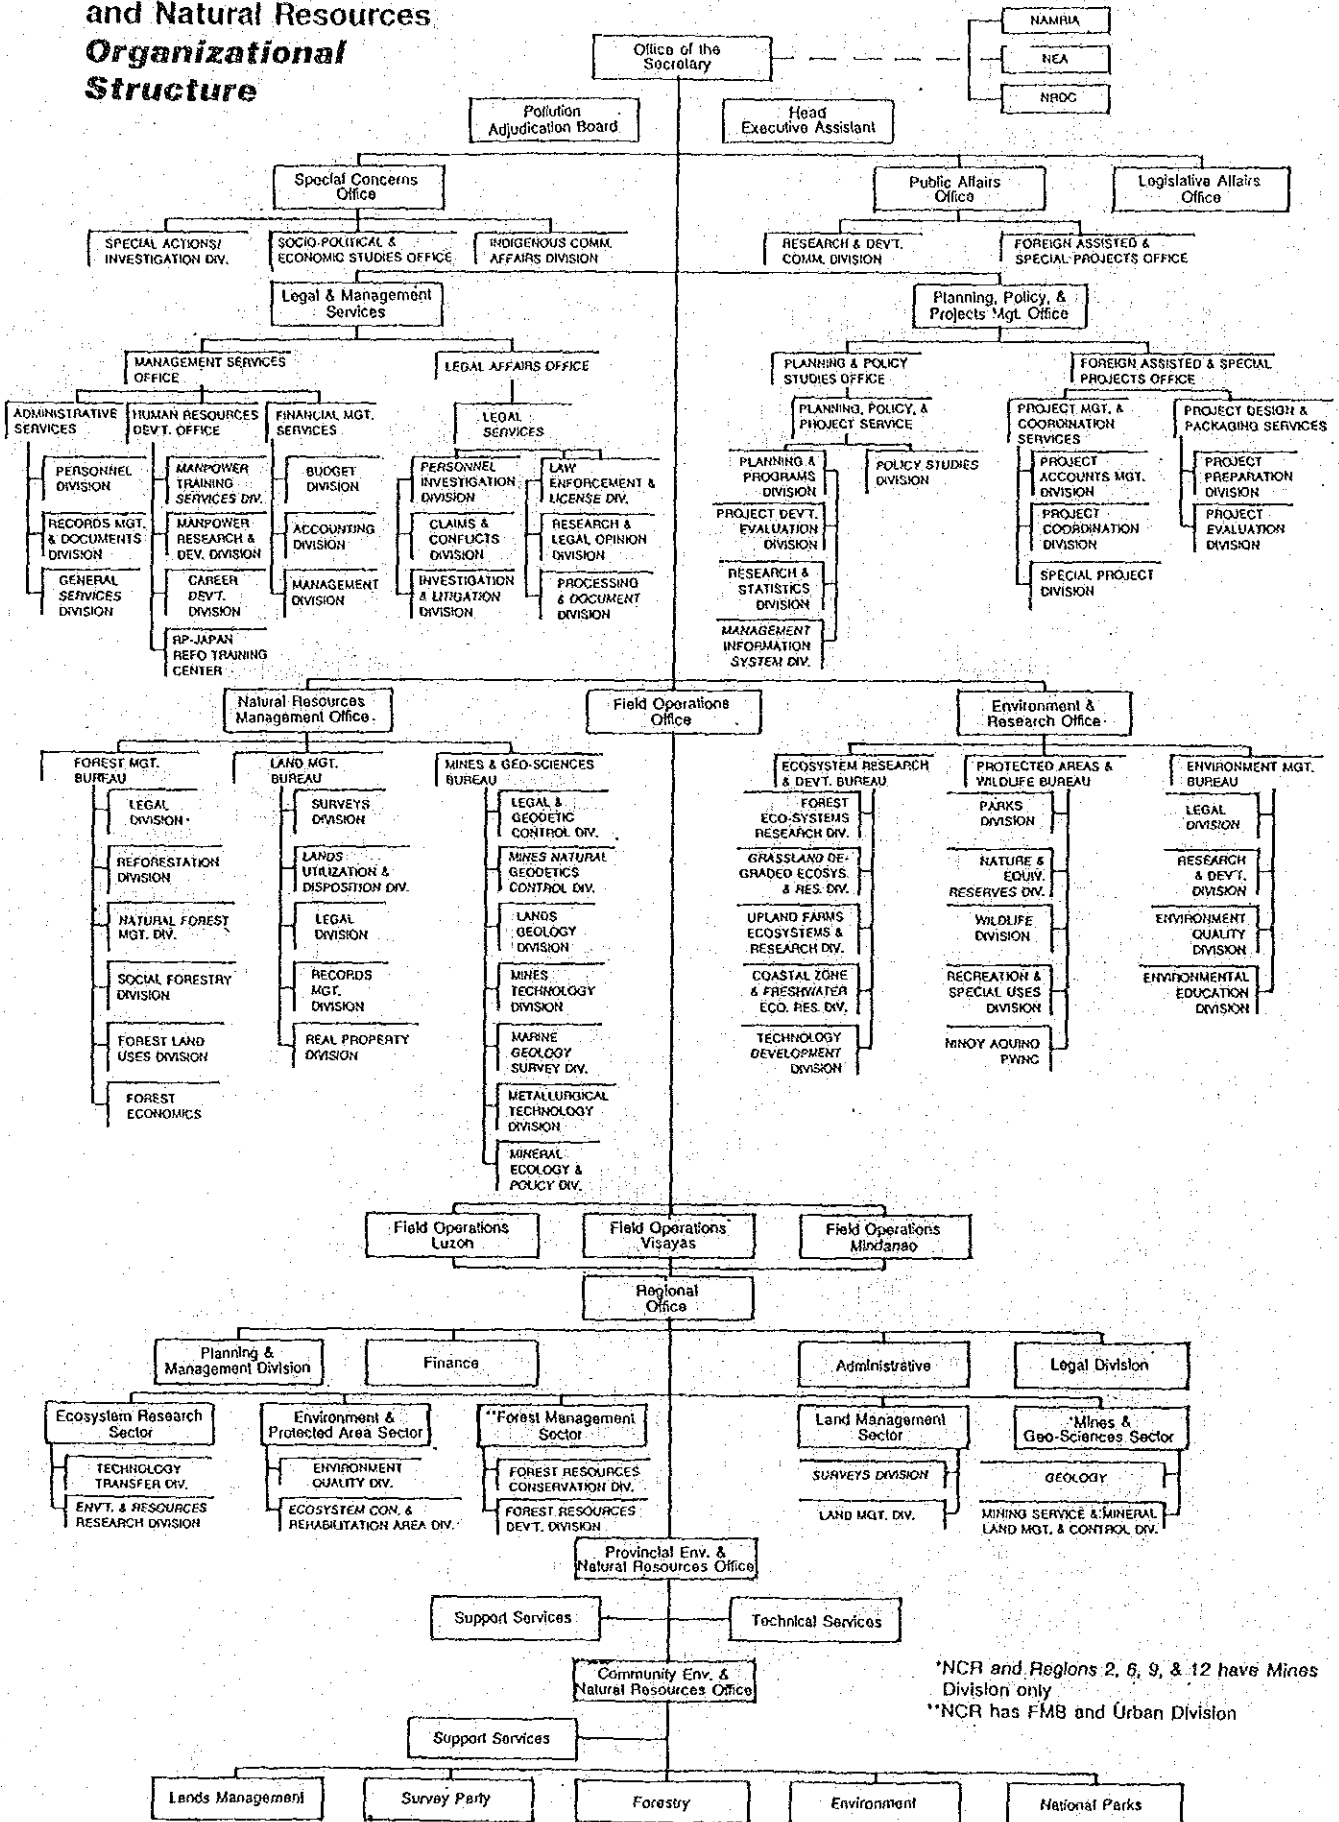 and Natural Resources
Organizational
Structure
Office of the
Secretary
NAMRIA
NEA
NRDC
Pollution
Adjudication Board
Head
Executive Assistant
Special Concerns
Office
Public Affairs
Office
Legislative Affairs
Office
SPECIAL ACTIONS/
INVESTIGATION DIV.
SOCIO-POLITICAL &
ECONOMIC STUDIES OFFICE
INDIGENOUS COMM.
AFFAIRS DIVISION
RESEARCH & DEVT.
COMM. DIVISION
FOREIGN ASSISTED &
SPECIAL PROJECTS OFFICE
Legal & Management
Services
Planning, Policy, &
Projects Mgt. Office
MANAGEMENT SERVICES
OFFICE
LEGAL AFFAIRS OFFICE
PLANNING & POLICY
STUDIES OFFICE
FOREIGN ASSISTED & SPECIAL
PROJECTS OFFICE
ADMINISTRATIVE
SERVICES
HUMAN RESOURCES
DEVT. OFFICE
FINANCIAL MGT.
SERVICES
LEGAL
SERVICES
PLANNING, POLICY, &
PROJECT SERVICE
PROJECT MGT. &
COORDINATION
SERVICES
PROJECT DESIGN &
PACKAGING SERVICES
PERSONNEL
DIVISION
RECORDS MGT.
& DOCUMENTS
DIVISION
GENERAL
SERVICES
DIVISION
MANPOWER
TRAINING
SERVICES DIV.
MANPOWER
RESEARCH &
DEV. DIVISION
CAREER
DEV'T.
DIVISION
RP-JAPAN
REFO TRAINING
CENTER
BUDGET
DIVISION
ACCOUNTING
DIVISION
MANAGEMENT
DIVISION
PERSONNEL
INVESTIGATION
DIVISION
CLAIMS &
CONFLICTS
DIVISION
INVESTIGATION
& LITIGATION
DIVISION
LAW
ENFORCEMENT &
LICENSE DIV.
RESEARCH &
LEGAL OPINION
DIVISION
PROCESSING
& DOCUMENT
DIVISION
PLANNING &
PROGRAMS
DIVISION
PROJECT DEVT.
EVALUATION
DIVISION
RESEARCH &
STATISTICS
DIVISION
MANAGEMENT
INFORMATION
SYSTEM DIV.
POLICY STUDIES
DIVISION
PROJECT
ACCOUNTS MGT.
DIVISION
PROJECT
COORDINATION
DIVISION
SPECIAL PROJECT
DIVISION
PROJECT
PREPARATION
DIVISION
PROJECT
EVALUATION
DIVISION
Natural Resources
Management Office
Field Operations
Office
Environment &
Research Office
FOREST MGT.
BUREAU
LAND MGT.
BUREAU
MINES & GEO-SCIENCES
BUREAU
ECOSYSTEM RESEARCH
& DEVT. BUREAU
PROTECTED AREAS &
WILDLIFE BUREAU
ENVIRONMENT MGT.
BUREAU
LEGAL
DIVISION
REFORESTATION
DIVISION
NATURAL FOREST
MGT. DIV.
SOCIAL FORESTRY
DIVISION
FOREST LAND
USES DIVISION
FOREST
ECONOMICS
SURVEYS
DIVISION
LANDS
UTILIZATION &
DISPOSITION DIV.
LEGAL
DIVISION
RECORDS
MGT.
DIVISION
REAL PROPERTY
DIVISION
LEGAL &
GEODETIC
CONTROL DIV.
MINES NATURAL
GEODETICS
CONTROL DIV.
LANDS
GEOLOGY
DIVISION
MINES
TECHNOLOGY
DIVISION
MARINE
GEOLOGY
SURVEY DIV.
METALLURGICAL
TECHNOLOGY
DIVISION
MINERAL
ECOLOGY &
POLICY DIV.
FOREST
ECO-SYSTEMS
RESEARCH DIV.
GRASSLAND DE-
GRADED ECOSYS.
& RES. DIV.
UPLAND FARMS
ECOSYSTEMS &
RESEARCH DIV.
COASTAL ZONE
& FRESHWATER
ECO. RES. DIV.
TECHNOLOGY
DEVELOPMENT
DIVISION
PARKS
DIVISION
NATURE &
EQUIV.
RESERVES DIV.
WILDLIFE
DIVISION
RECREATION &
SPECIAL USES
DIVISION
NINOY AQUINO
PWNC
LEGAL
DIVISION
RESEARCH
& DEV'T.
DIVISION
ENVIRONMENT
QUALITY
DIVISION
ENVIRONMENTAL
EDUCATION
DIVISION
Field Operations
Luzon
Field Operations
Visayas
Field Operations
Mindanao
Regional
Office
Planning &
Management Division
Finance
Administrative
Legal Division
Ecosystem Research
Sector
Environment &
Protected Area Sector
**Forest Management
Sector
Land Management
Sector
*Mines &
Geo-Sciences Sector
TECHNOLOGY
TRANSFER DIV.
ENV'T. & RESOURCES
RESEARCH DIVISION
ENVIRONMENT
QUALITY DIV.
ECOSYSTEM CON. &
REHABILITATION AREA DIV.
FOREST RESOURCES
CONSERVATION DIV.
FOREST RESOURCES
DEVT. DIVISION
SURVEYS DIVISION
LAND MGT. DIV.
GEOLOGY
MINING SERVICE & MINERAL
LAND MGT. & CONTROL DIV.
Provincial Env. &
Natural Resources Office
Support Services
Technical Services
Community Env. &
Natural Resources Office
*NCR and Regions 2, 6, 9, & 12 have Mines
Division only
**NCR has FMB and Urban Division
Support Services
Lands Management
Survey Party
Forestry
Environment
National Parks